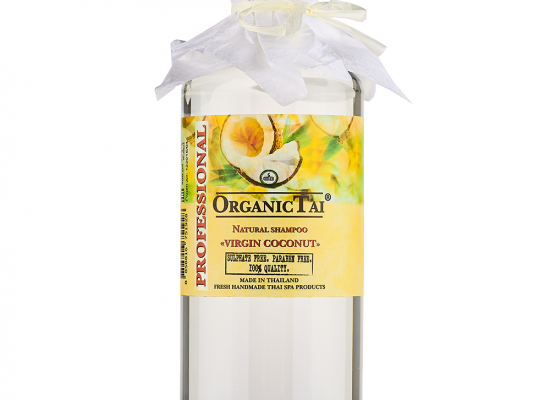 PROFESSIONAL
ORGANICTAI®
NATURAL SHAMPOO
«VIRGIN COCONUT»
SULPHATE FREE. PARABEN FREE.
100% QUALITY.
MADE IN THAILAND
FRESH HANDMADE THAI SPA PRODUCTS